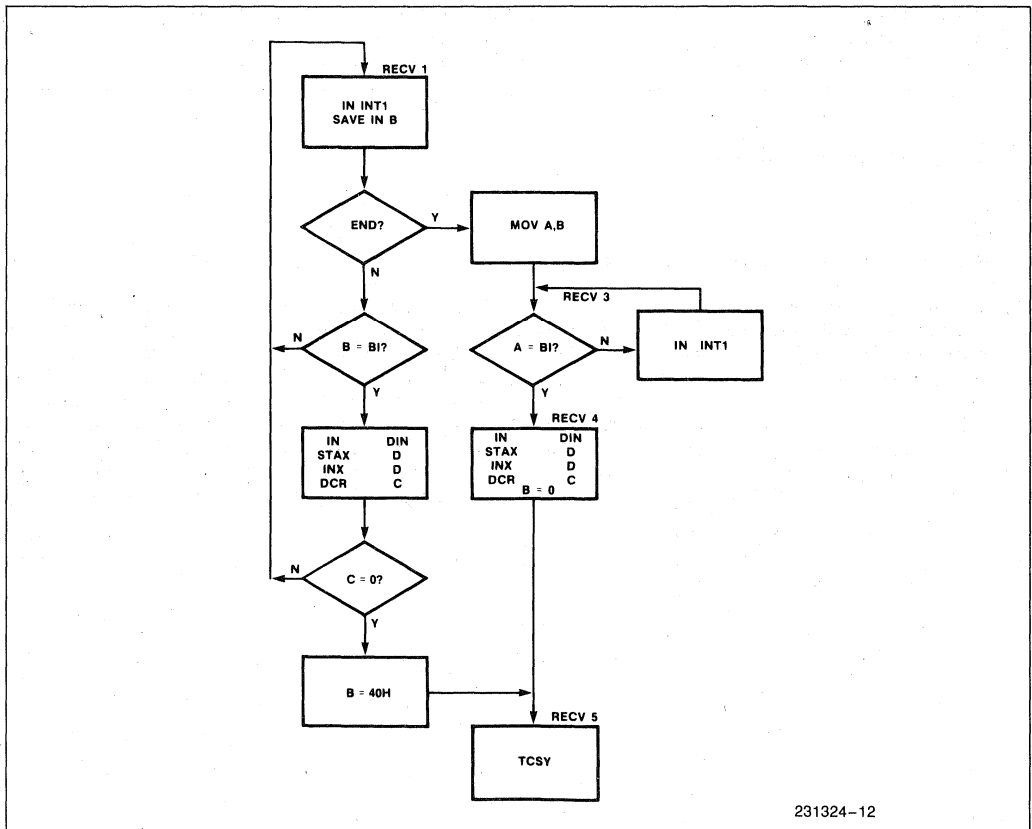 RECV 1
IN INT1
SAVE IN B
END?
Y
MOV A,B
N
RECV 3
N
B = BI?
A = BI?
N
IN INT1
Y
Y
RECV 4
IN DIN
STAX D
INX D
DCR C
IN DIN
STAX D
INX D
DCR C
B = 0
N
C = 0?
Y
B = 40H
RECV 5
TCSY
231324–12